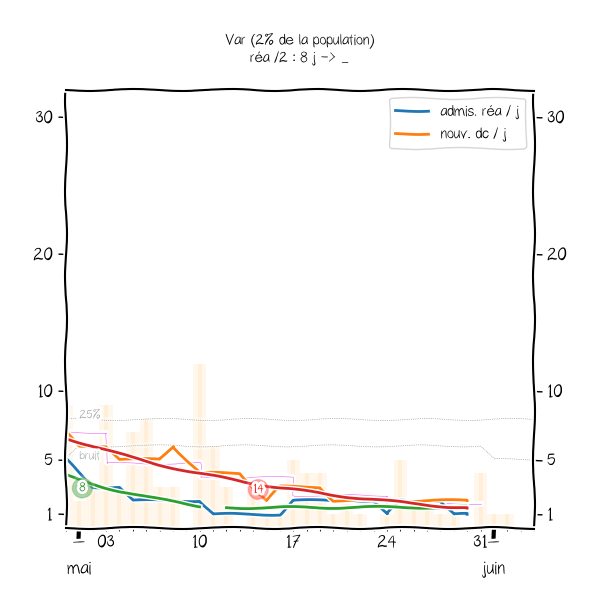 Var (2% de la population)
réa /2 : 8 j -> _
admis. réa / j
nouv. dc / j
30 30
20 20
10 10
25%
bruit
5 5
8
14
1 1
03 10 17 24 31
mai juin